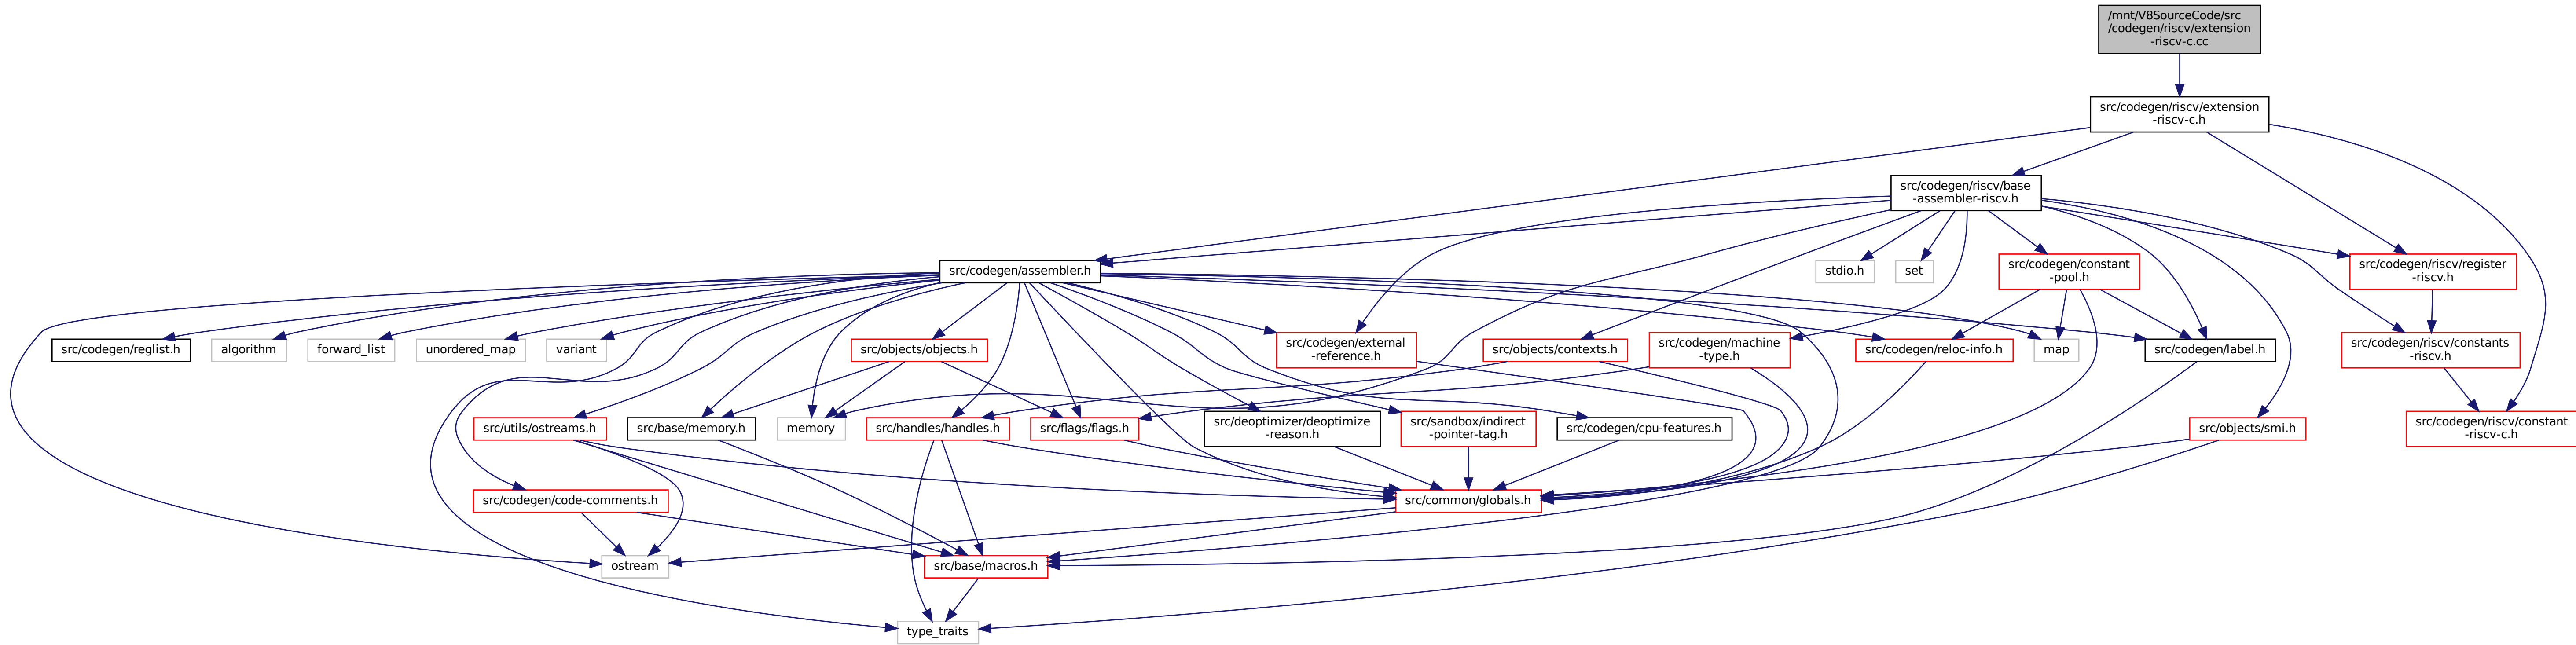 /mnt/V8SourceCode/src
/codegen/riscv/extension
-riscv-c.cc
src/codegen/riscv/extension
-riscv-c.h
src/codegen/riscv/base
-assembler-riscv.h
src/codegen/assembler.h
stdio.h
set
src/codegen/constant
-pool.h
src/codegen/riscv/register
-riscv.h
src/codegen/reglist.h
algorithm
forward_list
unordered_map
variant
src/objects/objects.h
src/codegen/external
-reference.h
src/objects/contexts.h
src/codegen/machine
-type.h
src/codegen/reloc-info.h
map
src/codegen/label.h
src/codegen/riscv/constants
-riscv.h
src/utils/ostreams.h
src/base/memory.h
memory
src/handles/handles.h
src/flags/flags.h
src/deoptimizer/deoptimize
-reason.h
src/sandbox/indirect
-pointer-tag.h
src/codegen/cpu-features.h
src/objects/smi.h
src/codegen/riscv/constant
-riscv-c.h
src/codegen/code-comments.h
src/common/globals.h
ostream
src/base/macros.h
type_traits